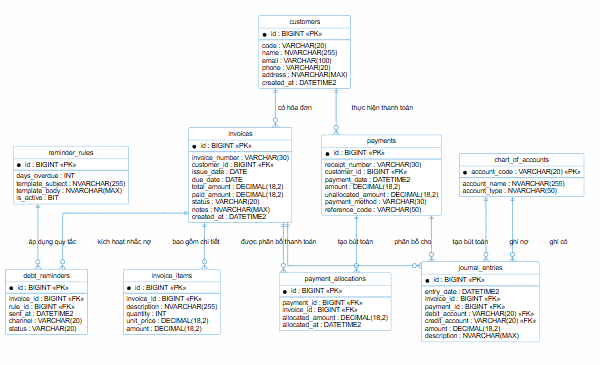 customers
id : BIGINT «PK»
code : VARCHAR(20)
name : NVARCHAR(255)
email : VARCHAR(100)
phone : VARCHAR(20)
address : NVARCHAR(MAX)
created_at : DATETIME2
có hóa đơn
thực hiện thanh toán
invoices
id : BIGINT «PK»
invoice_number : VARCHAR(30)
customer_id : BIGINT «FK»
issue_date : DATE
due_date : DATE
total_amount : DECIMAL(18,2)
paid_amount : DECIMAL(18,2)
status : VARCHAR(20)
notes : NVARCHAR(MAX)
created_at : DATETIME2
payments
id : BIGINT «PK»
receipt_number : VARCHAR(30)
customer_id : BIGINT «FK»
payment_date : DATETIME2
amount : DECIMAL(18,2)
unallocated_amount : DECIMAL(18,2)
payment_method : VARCHAR(30)
reference_code : VARCHAR(50)
reminder_rules
id : BIGINT «PK»
days_overdue : INT
template_subject : NVARCHAR(255)
template_body : NVARCHAR(MAX)
is_active : BIT
chart_of_accounts
account_code : VARCHAR(20) «PK»
account_name : NVARCHAR(255)
account_type : NVARCHAR(50)
áp dụng quy tắc
kích hoạt nhắc nợ
bao gồm chi tiết
được phân bổ thanh toán
tạo bút toán
phân bổ cho
tạo bút toán
ghi nợ
ghi có
debt_reminders
id : BIGINT «PK»
invoice_id : BIGINT «FK»
rule_id : BIGINT «FK»
sent_at : DATETIME2
channel : VARCHAR(20)
status : VARCHAR(20)
invoice_items
id : BIGINT «PK»
invoice_id : BIGINT «FK»
description : NVARCHAR(255)
quantity : INT
unit_price : DECIMAL(18,2)
amount : DECIMAL(18,2)
payment_allocations
id : BIGINT «PK»
payment_id : BIGINT «FK»
invoice_id : BIGINT «FK»
allocated_amount : DECIMAL(18,2)
allocated_at : DATETIME2
journal_entries
id : BIGINT «PK»
entry_date : DATETIME2
invoice_id : BIGINT «FK»
payment_id : BIGINT «FK»
debit_account : VARCHAR(20) «FK»
credit_account : VARCHAR(20) «FK»
amount : DECIMAL(18,2)
description : NVARCHAR(MAX)